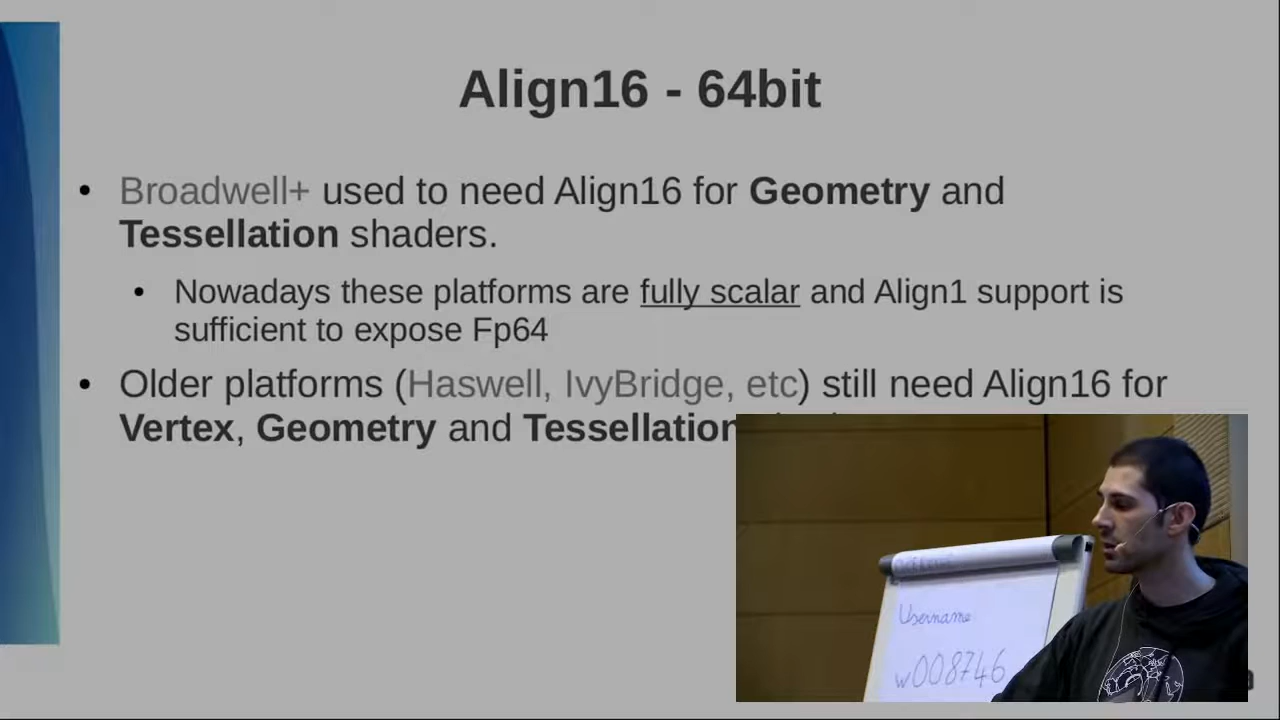 Align16 - 64bit
• Broadwell+ used to need Align16 for Geometry and
Tessellation shaders.
• Nowadays these platforms are fully scalar and Align1 support is
sufficient to expose Fp64
• Older platforms (Haswell, IvyBridge, etc) still need Align16 for
Vertex, Geometry and Tessellation
Username
w008746